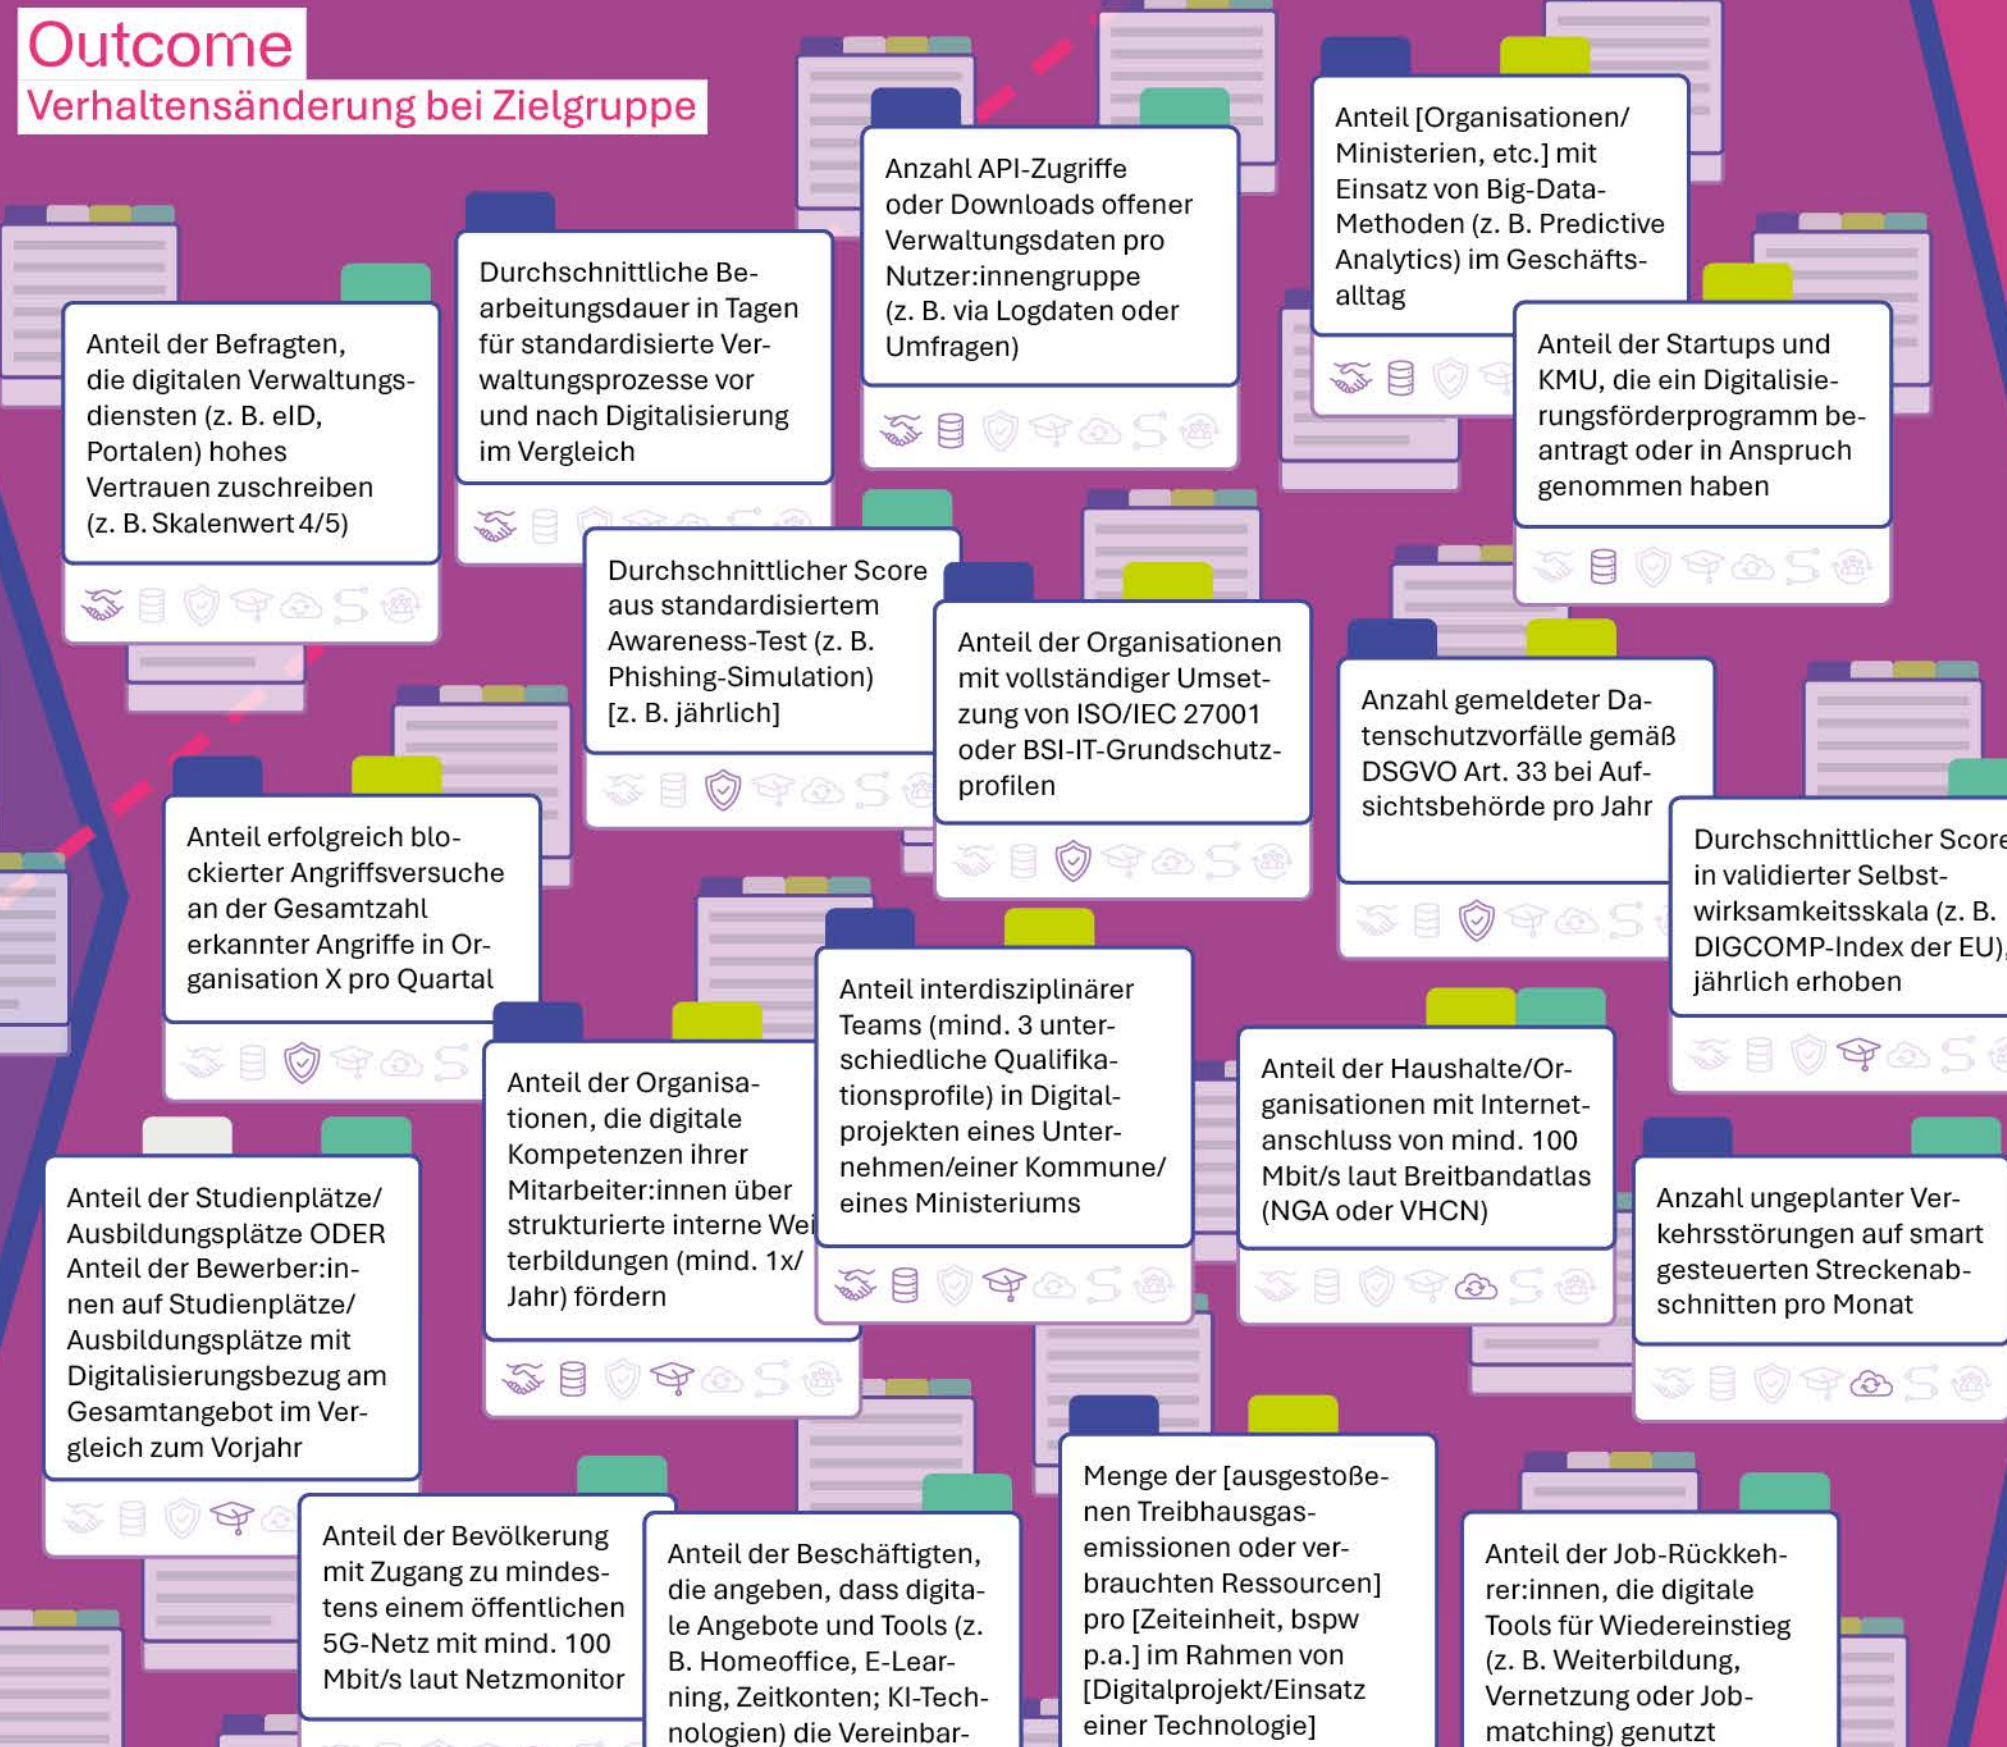 Outcome
Verhaltensänderung bei Zielgruppe
Anteil der Befragten,
die digitalen Verwaltungs-
diensten (z. B. eID,
Portalen) hohes
Vertrauen zuschreiben
(z. B. Skalenwert 4/5)
Durchschnittliche Be-
arbeitungsdauer in Tagen
für standardisierte Ver-
waltungsprozesse vor
und nach Digitalisierung
im Vergleich
Anzahl API-Zugriffe
oder Downloads offener
Verwaltungsdaten pro
Nutzer:innengruppe
(z. B. via Logdaten oder
Umfragen)
Anteil [Organisationen/
Ministerien, etc.] mit
Einsatz von Big-Data-
Methoden (z. B. Predictive
Analytics) im Geschäfts-
alltag
Anteil der Startups und
KMU, die ein Digitalisie-
rungsförderprogramm be-
antragt oder in Anspruch
genommen haben
Durchschnittlicher Score
aus standardisiertem
Awareness-Test (z. B.
Phishing-Simulation)
[z. B. jährlich]
Anteil der Organisationen
mit vollständiger Umset-
zung von ISO/IEC 27001
oder BSI-IT-Grundschutz-
profilen
Anzahl gemeldeter Da-
tenschutzvorfälle gemäß
DSGVO Art. 33 bei Auf-
sichtsbehörde pro Jahr
Durchschnittlicher Score
in validierter Selbst-
wirksamkeitsskala (z. B.
DIGCOMP-Index der EU),
jährlich erhoben
Anteil erfolgreich blo-
ckierter Angriffsversuche
an der Gesamtzahl
erkannter Angriffe in Or-
ganisation X pro Quartal
Anteil der Organisa-
tionen, die digitale
Kompetenzen ihrer
Mitarbeiter:innen über
strukturierte interne Wei
terbildungen (mind. 1x/
Jahr) fördern
Anteil interdisziplinärer
Teams (mind. 3 unter-
schiedliche Qualifika-
tionsprofile) in Digital-
projekten eines Unter-
nehmen/einer Kommune/
eines Ministeriums
Anteil der Haushalte/Or-
ganisationen mit Internet-
anschluss von mind. 100
Mbit/s laut Breitbandatlas
(NGA oder VHCN)
Anzahl ungeplanter Ver-
kehrsstörungen auf smart
gesteuerten Streckenab-
schnitten pro Monat
Anteil der Studienplätze/
Ausbildungsplätze ODER
Anteil der Bewerber:in-
nen auf Studienplätze/
Ausbildungsplätze mit
Digitalisierungsbezug am
Gesamtangebot im Ver-
gleich zum Vorjahr
Anteil der Bevölkerung
mit Zugang zu mindes-
tens einem öffentlichen
5G-Netz mit mind. 100
Mbit/s laut Netzmonitor
Anteil der Beschäftigten,
die angeben, dass digita-
le Angebote und Tools (z.
B. Homeoffice, E-Lear-
ning, Zeitkonten; KI-Tech-
nologien) die Vereinbar-
Menge der [ausgestoße-
nen Treibhausgas-
emissionen oder ver-
brauchten Ressourcen]
pro [Zeiteinheit, bspw
p.a.] im Rahmen von
[Digitalprojekt/Einsatz
einer Technologie]
Anteil der Job-Rückkeh-
rer:innen, die digitale
Tools für Wiedereinstieg
(z. B. Weiterbildung,
Vernetzung oder Job-
matching) genutzt